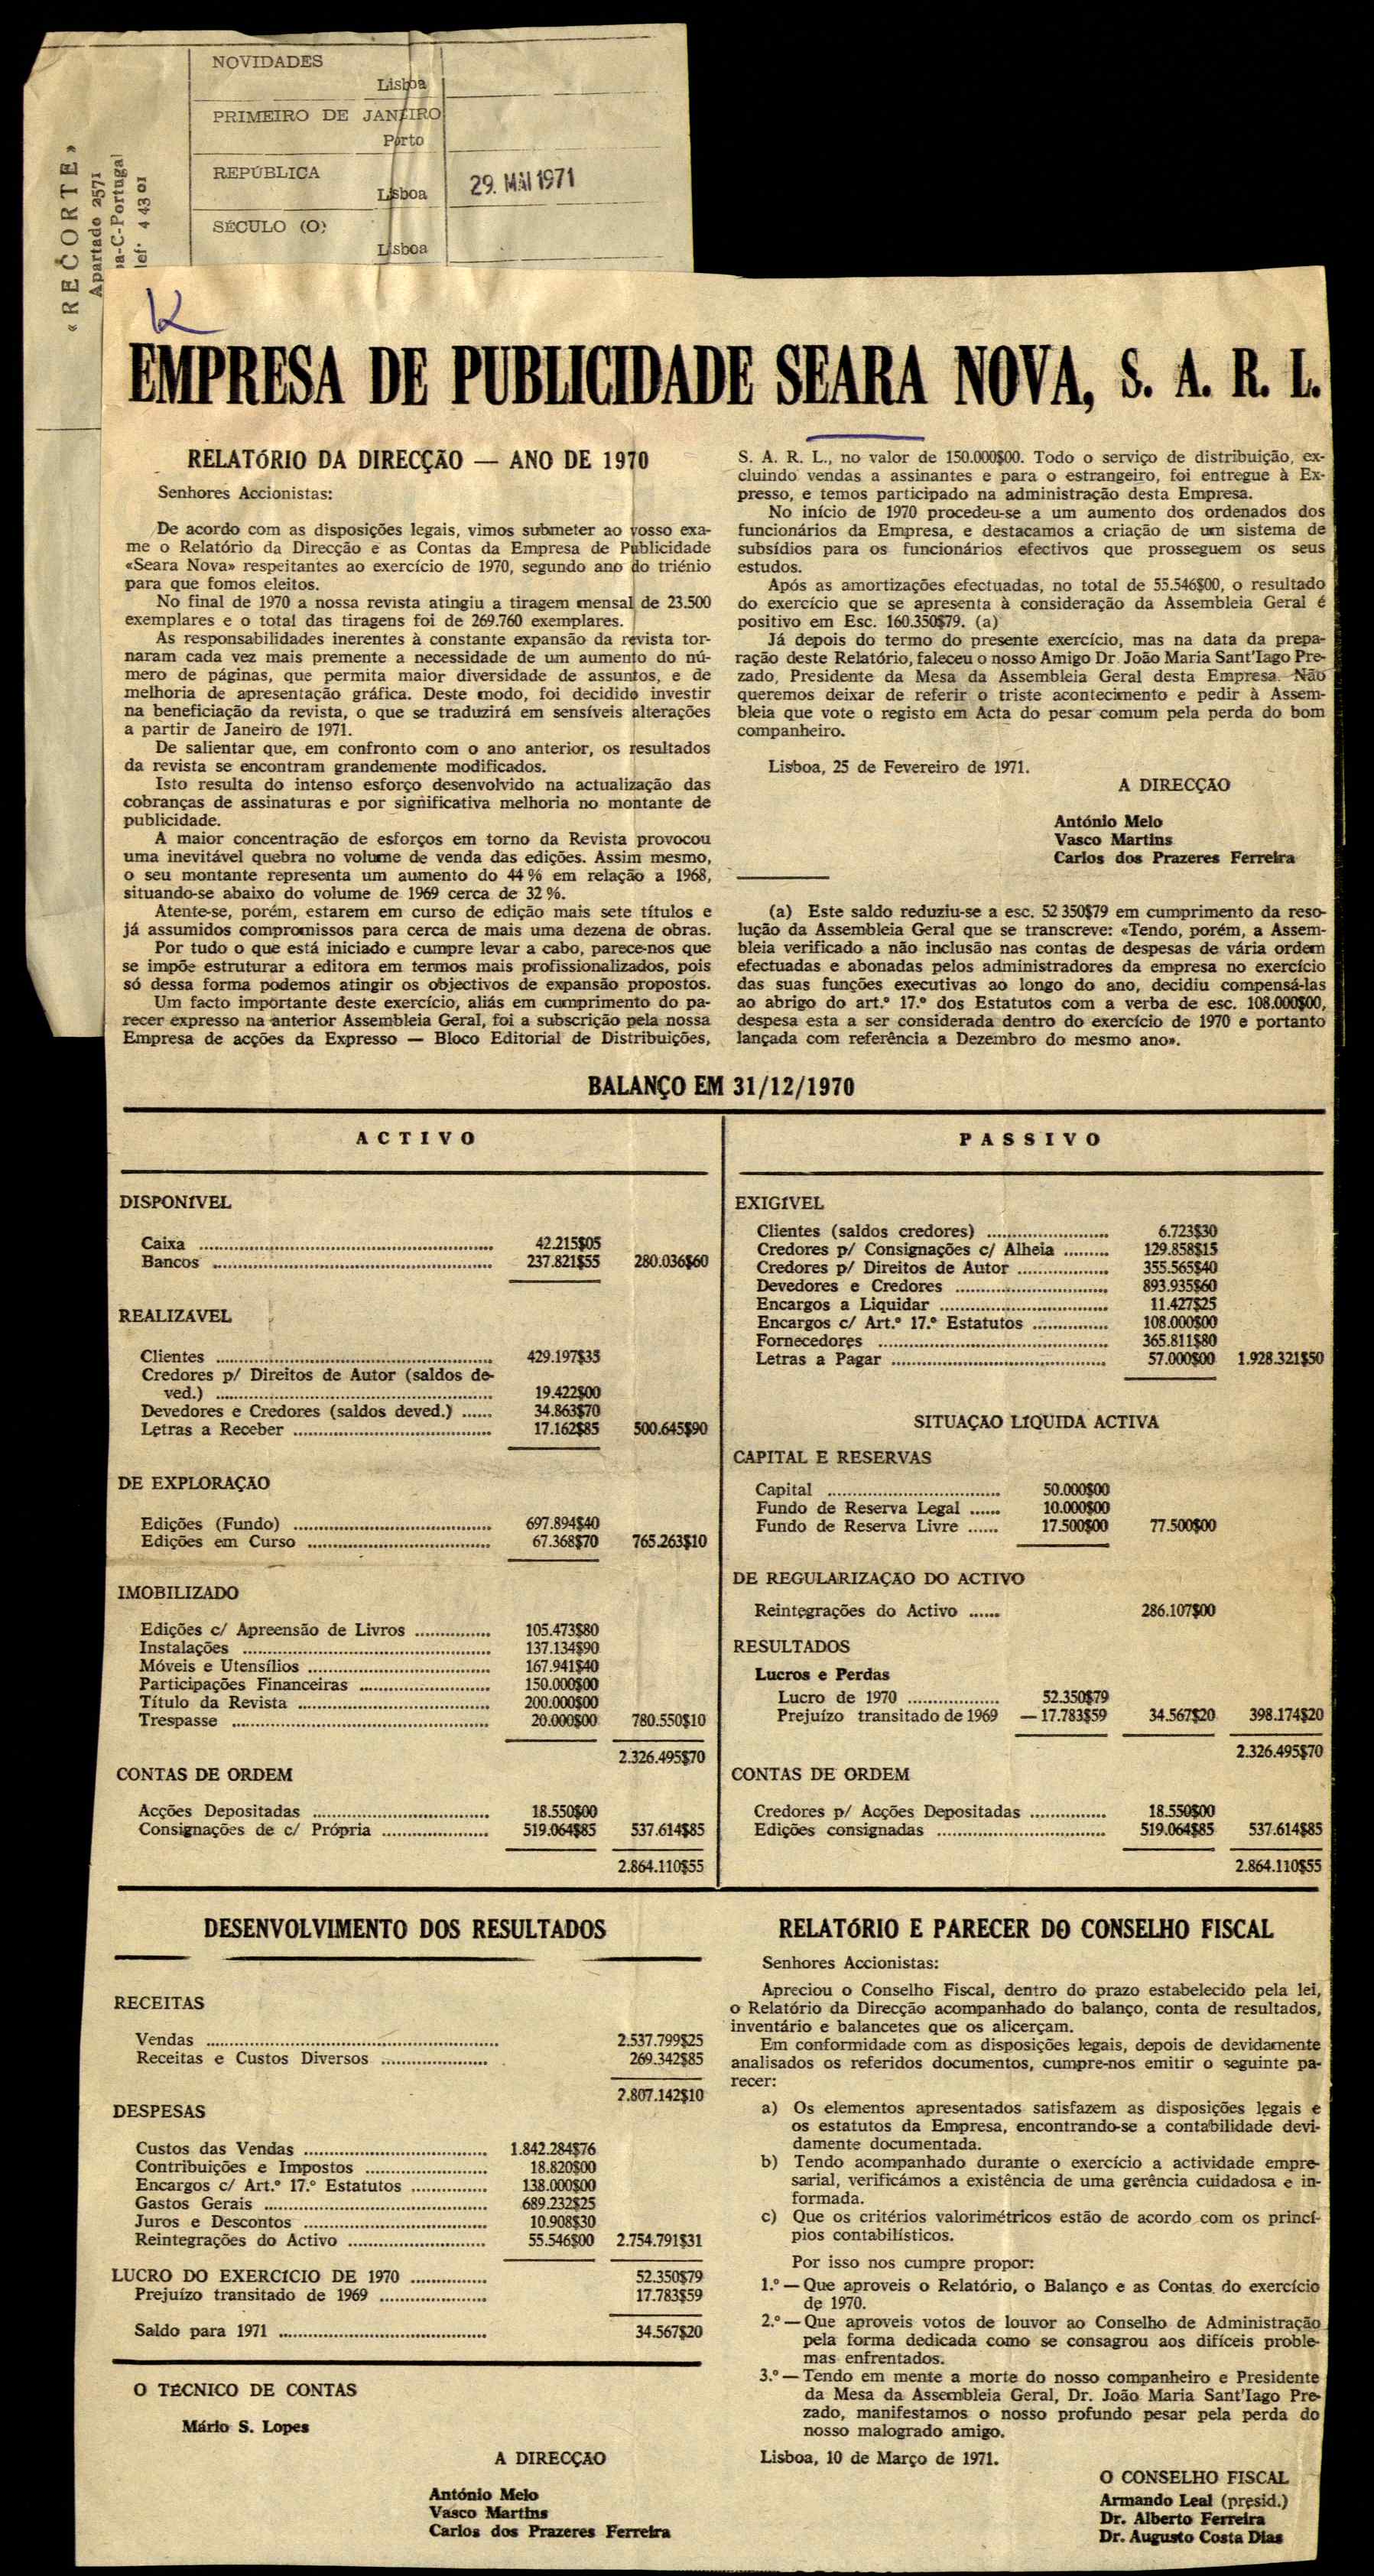 NOVIDADES
Lisboa
PRIMEIRO DE JANEIRO
Porto
REPÚBLICA
Lisboa
29. MAI 1971
SÉCULO (O)
Lisboa
«RECORTE»
Apartado 2571
a-C-Portugal
lef. 4 43 01
EMPRESA DE PUBLICIDADE SEARA NOVA, S. A. R. L.
RELATÓRIO DA DIRECÇÃO — ANO DE 1970
Senhores Accionistas:
De acordo com as disposições legais, vimos submeter ao vosso exa-
me o Relatório da Direcção e as Contas da Empresa de Publicidade
«Seara Nova» respeitantes ao exercício de 1970, segundo ano do triénio
para que fomos eleitos.
No final de 1970 a nossa revista atingiu a tiragem mensal de 23.500
exemplares e o total das tiragens foi de 269.760 exemplares.
As responsabilidades inerentes à constante expansão da revista tor-
naram cada vez mais premente a necessidade de um aumento do nú-
mero de páginas, que permita maior diversidade de assuntos, e de
melhoria de apresentação gráfica. Deste modo, foi decidido investir
na beneficiação da revista, o que se traduzirá em sensíveis alterações
a partir de Janeiro de 1971.
De salientar que, em confronto com o ano anterior, os resultados
da revista se encontram grandemente modificados.
Isto resulta do intenso esforço desenvolvido na actualização das
cobranças de assinaturas e por significativa melhoria no montante de
publicidade.
A maior concentração de esforços em torno da Revista provocou
uma inevitável quebra no volume de venda das edições. Assim mesmo,
o seu montante representa um aumento do 44 % em relação a 1968,
situando-se abaixo do volume de 1969 cerca de 32 %.
Atente-se, porém, estarem em curso de edição mais sete títulos e
já assumidos compromissos para cerca de mais uma dezena de obras.
Por tudo o que está iniciado e cumpre levar a cabo, parece-nos que
se impõe estruturar a editora em termos mais profissionalizados, pois
só dessa forma podemos atingir os objectivos de expansão propostos.
Um facto importante deste exercício, aliás em cumprimento do pa-
recer expresso na anterior Assembleia Geral, foi a subscrição pela nossa
Empresa de acções da Expresso — Bloco Editorial de Distribuições,
S. A. R. L., no valor de 150.000$00. Todo o serviço de distribuição, ex-
cluindo vendas a assinantes e para o estrangeiro, foi entregue à Ex-
presso, e temos participado na administração desta Empresa.
No início de 1970 procedeu-se a um aumento dos ordenados dos
funcionários da Empresa, e destacamos a criação de um sistema de
subsídios para os funcionários efectivos que prosseguem os seus
estudos.
Após as amortizações efectuadas, no total de 55.546$00, o resultado
do exercício que se apresenta à consideração da Assembleia Geral é
positivo em Esc. 160.350$79. (a)
Já depois do termo do presente exercício, mas na data da prepa-
ração deste Relatório, faleceu o nosso Amigo Dr. João Maria Sant'Iago Pre-
zado, Presidente da Mesa da Assembleia Geral desta Empresa. Não
queremos deixar de referir o triste acontecimento e pedir à Assem-
bleia que vote o registo em Acta do pesar comum pela perda do bom
companheiro.
Lisboa, 25 de Fevereiro de 1971.
A DIRECÇÃO
António Melo
Vasco Martins
Carlos dos Prazeres Ferreira
(a) Este saldo reduziu-se a esc. 52 350$79 em cumprimento da reso-
lução da Assembleia Geral que se transcreve: «Tendo, porém, a Assem-
bleia verificado a não inclusão nas contas de despesas de vária ordem
efectuadas e abonadas pelos administradores da empresa no exercício
das suas funções executivas ao longo do ano, decidiu compensá-las
ao abrigo do art.º 17.º dos Estatutos com a verba de esc. 108.000$00,
despesa esta a ser considerada dentro do exercício de 1970 e portanto
lançada com referência a Dezembro do mesmo ano».
BALANÇO EM 31/12/1970
ACTIVO
DISPONÍVEL
Caixa 42.215$05
Bancos 237.821$55 280.036$60
REALIZÁVEL
Clientes 429.197$35
Credores p/ Direitos de Autor (saldos de-
ved.) 19.422$00
Devedores e Credores (saldos deved.) 34.863$70
Letras a Receber 17.162$85 500.645$90
DE EXPLORAÇÃO
Edições (Fundo) 697.894$40
Edições em Curso 67.368$70 765.263$10
IMOBILIZADO
Edições c/ Apreensão de Livros 105.473$80
Instalações 137.134$90
Móveis e Utensílios 167.941$40
Participações Financeiras 150.000$00
Título da Revista 200.000$00
Trespasse 20.000$00 780.550$10
2.326.495$70
CONTAS DE ORDEM
Acções Depositadas 18.550$00
Consignações de c/ Própria 519.064$85 537.614$85
2.864.110$55
PASSIVO
EXIGÍVEL
Clientes (saldos credores) 6.723$30
Credores p/ Consignações c/ Alheia 129.858$15
Credores p/ Direitos de Autor 355.565$40
Devedores e Credores 893.935$60
Encargos a Liquidar 11.427$25
Encargos c/ Art.º 17.º Estatutos 108.000$00
Fornecedores 365.811$80
Letras a Pagar 57.000$00 1.928.321$50
SITUAÇÃO LÍQUIDA ACTIVA
CAPITAL E RESERVAS
Capital 50.000$00
Fundo de Reserva Legal 10.000$00
Fundo de Reserva Livre 17.500$00 77.500$00
DE REGULARIZAÇÃO DO ACTIVO
Reintegrações do Activo 286.107$00
RESULTADOS
Lucros e Perdas
Lucro de 1970 52.350$79
Prejuízo transitado de 1969 — 17.783$59 34.567$20 398.174$20
2.326.495$70
CONTAS DE ORDEM
Credores p/ Acções Depositadas 18.550$00
Edições consignadas 519.064$85 537.614$85
2.864.110$55
DESENVOLVIMENTO DOS RESULTADOS
RECEITAS
Vendas 2.537.799$25
Receitas e Custos Diversos 269.342$85
2.807.142$10
DESPESAS
Custos das Vendas 1.842.284$76
Contribuições e Impostos 18.820$00
Encargos c/ Art.º 17.º Estatutos 138.000$00
Gastos Gerais 689.232$25
Juros e Descontos 10.908$30
Reintegrações do Activo 55.546$00 2.754.791$31
LUCRO DO EXERCÍCIO DE 1970 52.350$79
Prejuízo transitado de 1969 17.783$59
Saldo para 1971 34.567$20
O TÉCNICO DE CONTAS
Mário S. Lopes
A DIRECÇÃO
António Melo
Vasco Martins
Carlos dos Prazeres Ferreira
RELATÓRIO E PARECER DO CONSELHO FISCAL
Senhores Accionistas:
Apreciou o Conselho Fiscal, dentro do prazo estabelecido pela lei,
o Relatório da Direcção acompanhado do balanço, conta de resultados,
inventário e balancetes que os alicerçam.
Em conformidade com as disposições legais, depois de devidamente
analisados os referidos documentos, cumpre-nos emitir o seguinte pa-
recer:
a) Os elementos apresentados satisfazem as disposições legais e
os estatutos da Empresa, encontrando-se a contabilidade devi-
damente documentada.
b) Tendo acompanhado durante o exercício a actividade empre-
sarial, verificámos a existência de uma gerência cuidadosa e in-
formada.
c) Que os critérios valorimétricos estão de acordo com os princí-
pios contabilísticos.
Por isso nos cumpre propor:
1.º — Que aproveis o Relatório, o Balanço e as Contas do exercício
de 1970.
2.º — Que aproveis votos de louvor ao Conselho de Administração
pela forma dedicada como se consagrou aos difíceis proble-
mas enfrentados.
3.º — Tendo em mente a morte do nosso companheiro e Presidente
da Mesa da Assembleia Geral, Dr. João Maria Sant'Iago Pre-
zado, manifestamos o nosso profundo pesar pela perda do
nosso malogrado amigo.
Lisboa, 10 de Março de 1971.
O CONSELHO FISCAL
Armando Leal (presid.)
Dr. Alberto Ferreira
Dr. Augusto Costa Dias